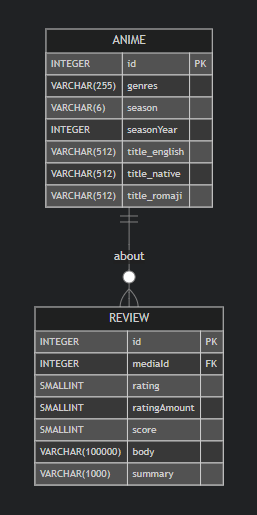 ANIME
INTEGER id PK
VARCHAR(255) genres
VARCHAR(6) season
INTEGER seasonYear
VARCHAR(512) title_english
VARCHAR(512) title_native
VARCHAR(512) title_romaji
about
REVIEW
INTEGER id PK
INTEGER mediaId FK
SMALLINT rating
SMALLINT ratingAmount
SMALLINT score
VARCHAR(100000) body
VARCHAR(1000) summary